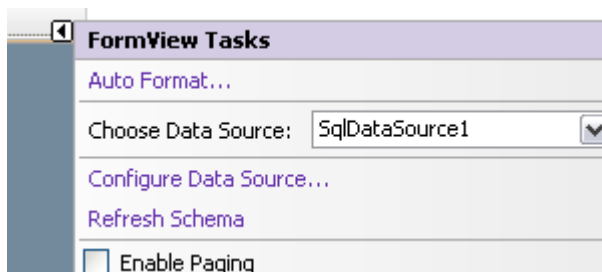 FormView Tasks
Auto Format...
Choose Data Source: SqlDataSource1
Configure Data Source...
Refresh Schema
Enable Paging